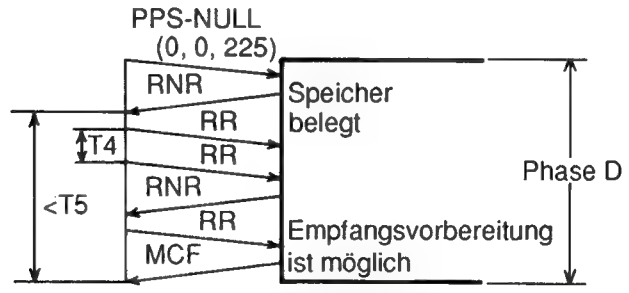 PPS-NULL
(0, 0, 225)
RNR
Speicher
belegt
RR
T4
RR
Phase D
RNR
<T5
RR
Empfangsvorbereitung
MCF
ist möglich